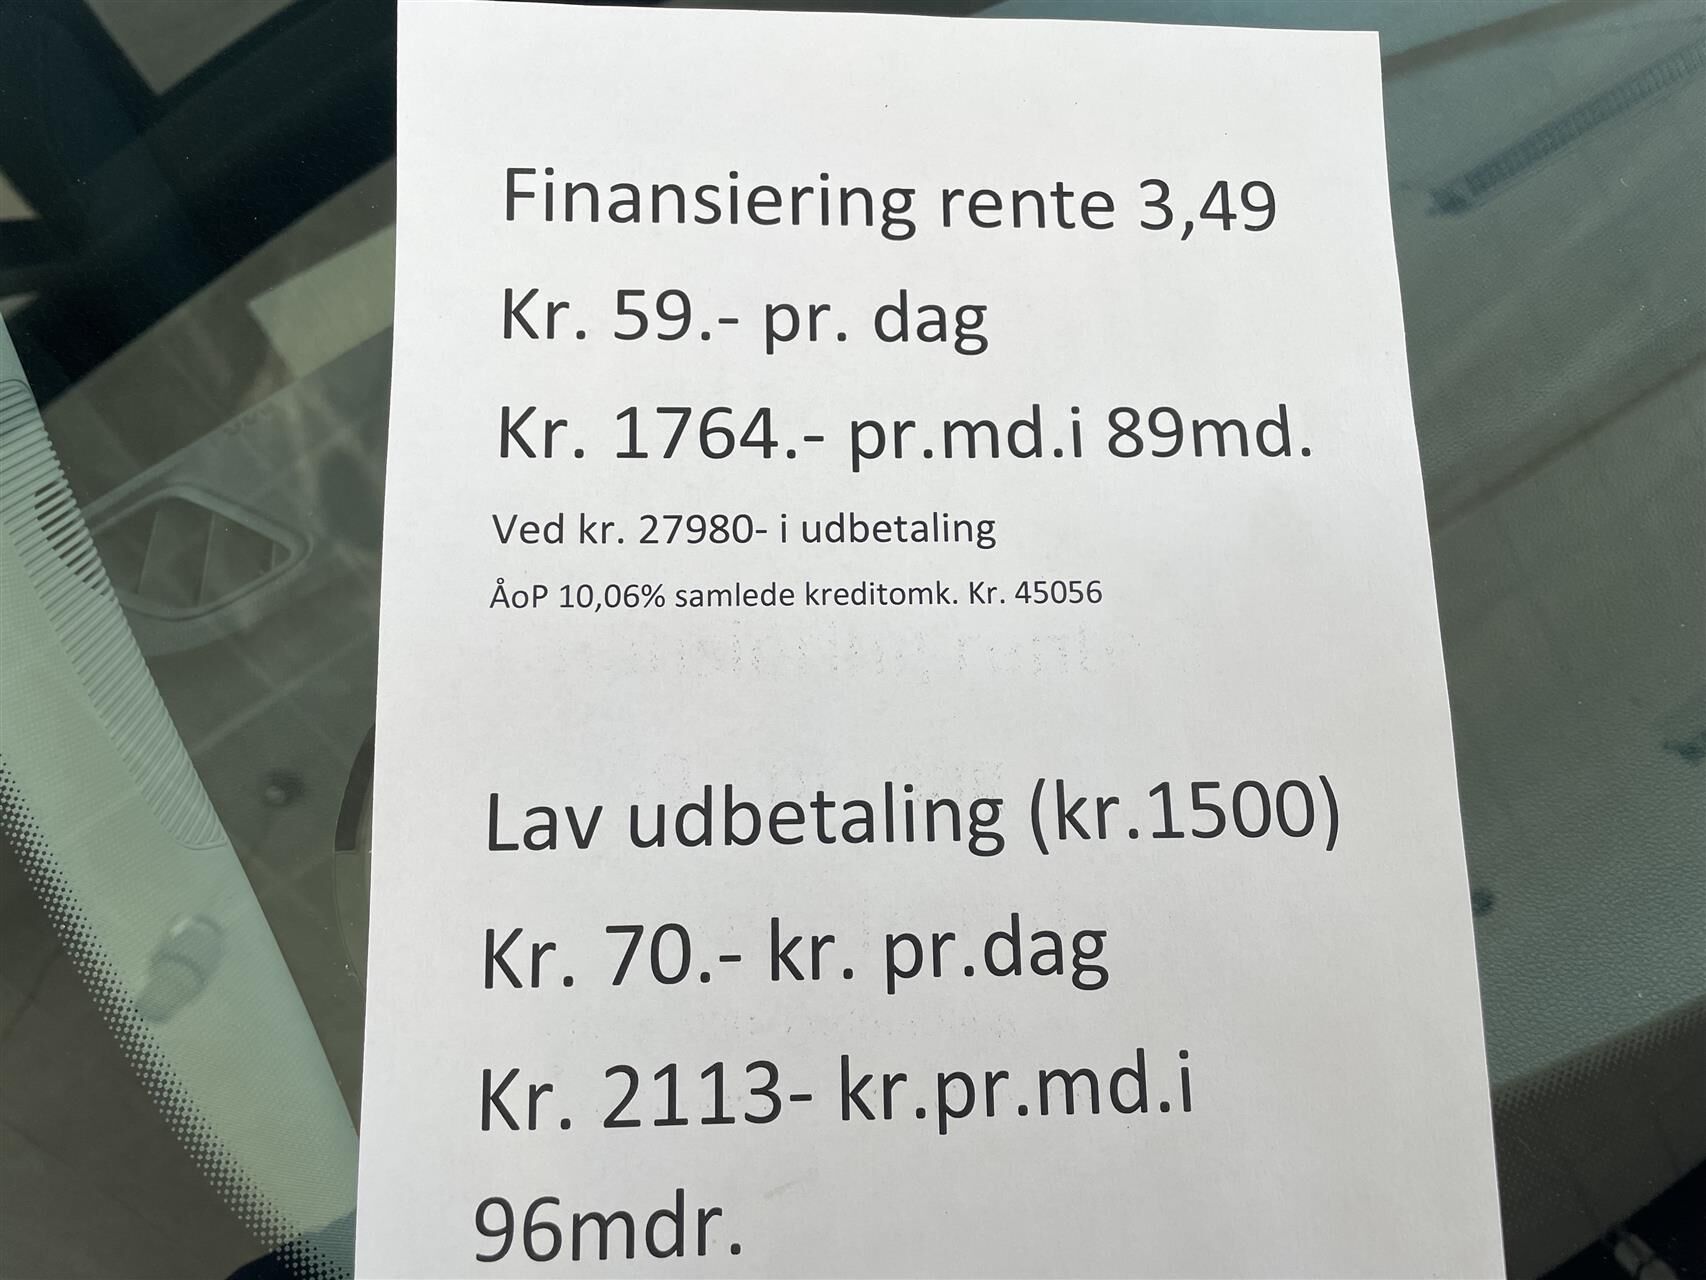 Finansiering rente 3,49
Kr. 59.- pr. dag
Kr. 1764.- pr.md.i 89md.
Ved kr. 27980- i udbetaling
ÅoP 10,06% samlede kreditomk. Kr. 45056
Lav udbetaling (kr.1500)
Kr. 70.- kr. pr.dag
Kr. 2113- kr.pr.md.i
96mdr.